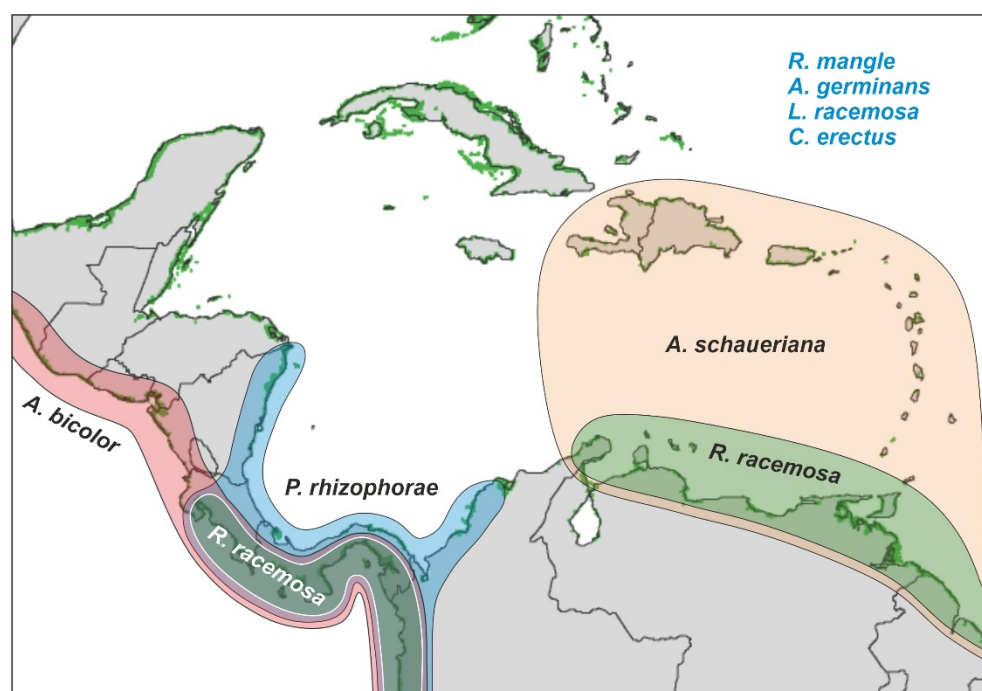 R. mangle
A. germinans
L. racemosa
C. erectus
A. schaueriana
A. bicolor
R. racemosa
P. rhizophorae
R. racemosa